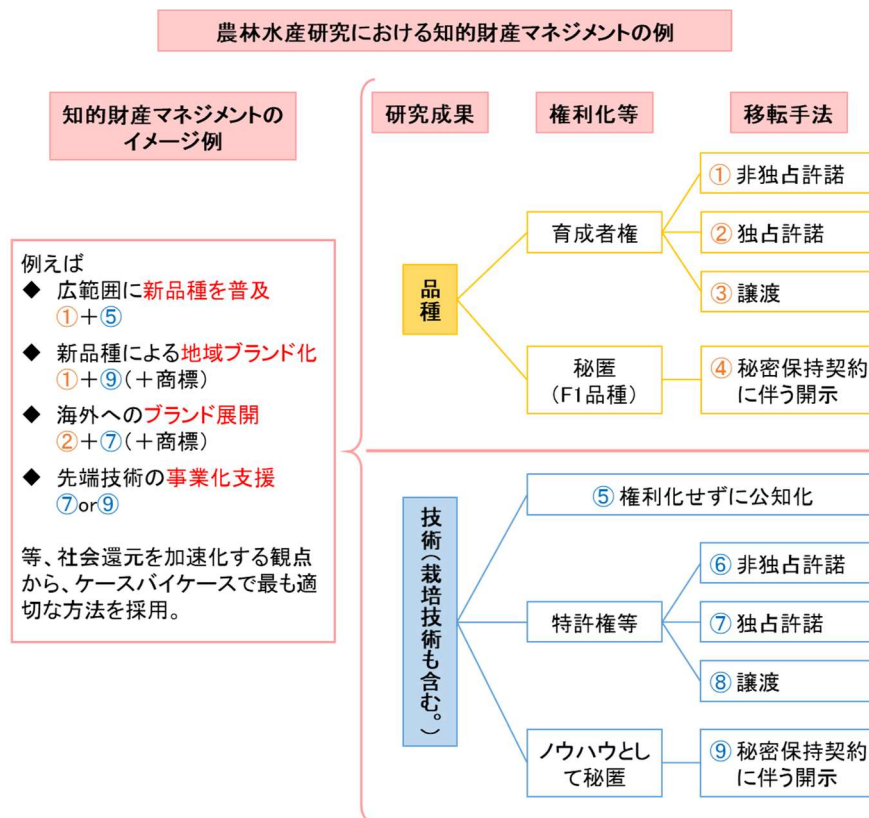 農林水産研究における知的財産マネジメントの例
知的財産マネジメントの
イメージ例
研究成果
権利化等
移転手法
例えば
◆ 広範囲に新品種を普及
①+⑤
◆ 新品種による地域ブランド化
①+⑨(+商標)
◆ 海外へのブランド展開
②+⑦(+商標)
◆ 先端技術の事業化支援
⑦or⑨
等、社会還元を加速化する観点
から、ケースバイケースで最も適
切な方法を採用。
品種
育成者権
① 非独占許諾
② 独占許諾
③ 譲渡
秘匿
(F1品種)
④ 秘密保持契約
に伴う開示
技術(栽培技術も含む。)
⑤ 権利化せずに公知化
特許権等
⑥ 非独占許諾
⑦ 独占許諾
⑧ 譲渡
ノウハウとし
て秘匿
⑨ 秘密保持契約
に伴う開示